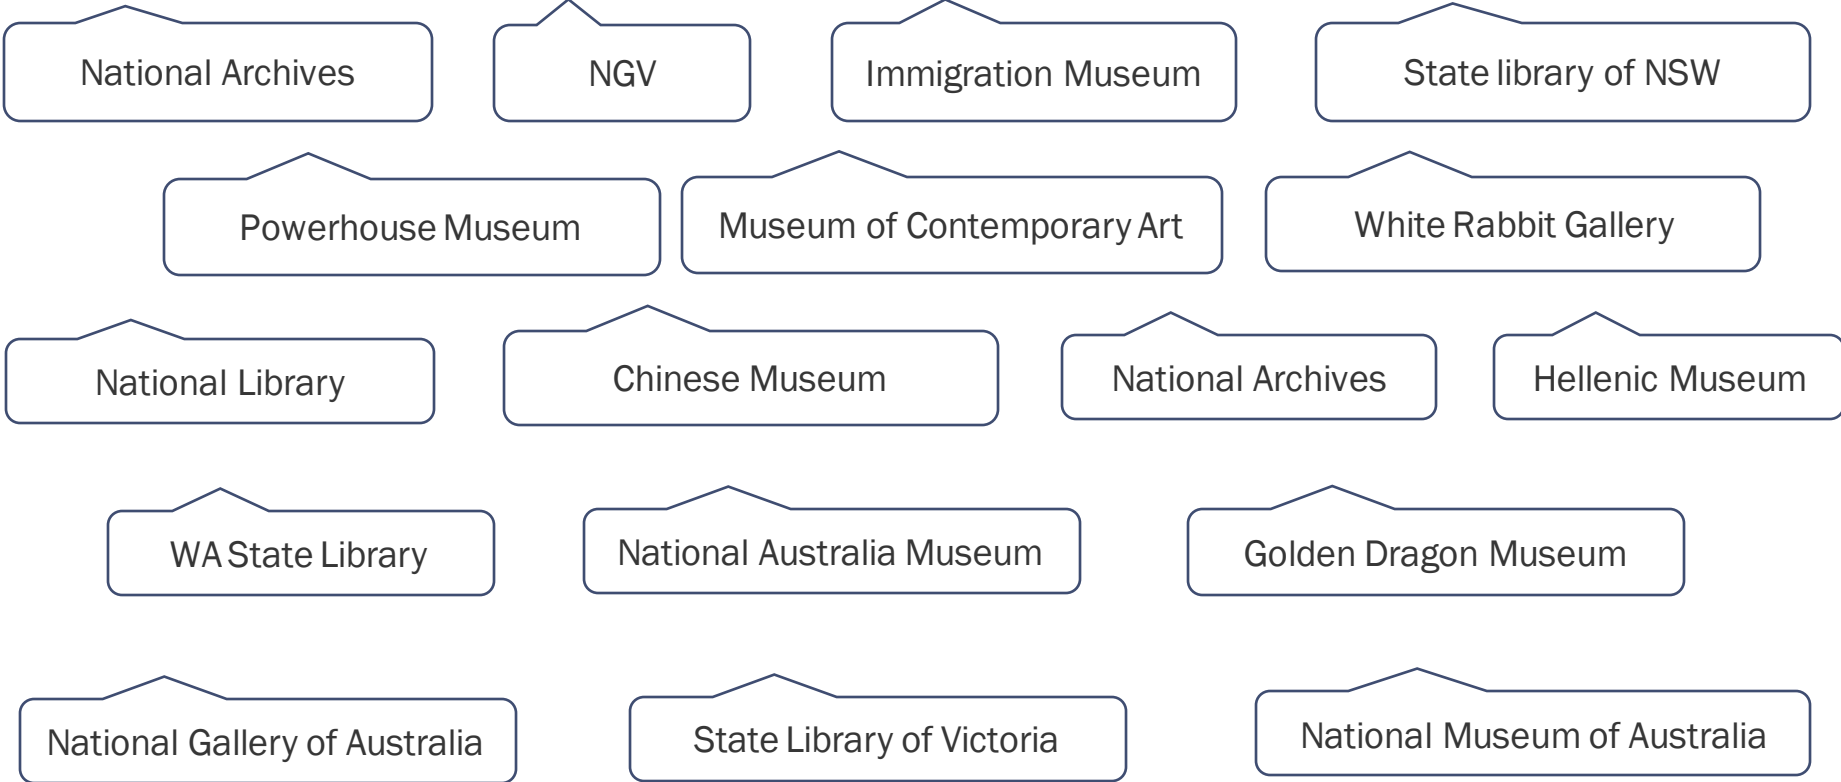 National Archives
NGV
Immigration Museum
State library of NSW
Powerhouse Museum
Museum of Contemporary Art
White Rabbit Gallery
National Library
Chinese Museum
National Archives
Hellenic Museum
WA State Library
National Australia Museum
Golden Dragon Museum
National Gallery of Australia
State Library of Victoria
National Museum of Australia